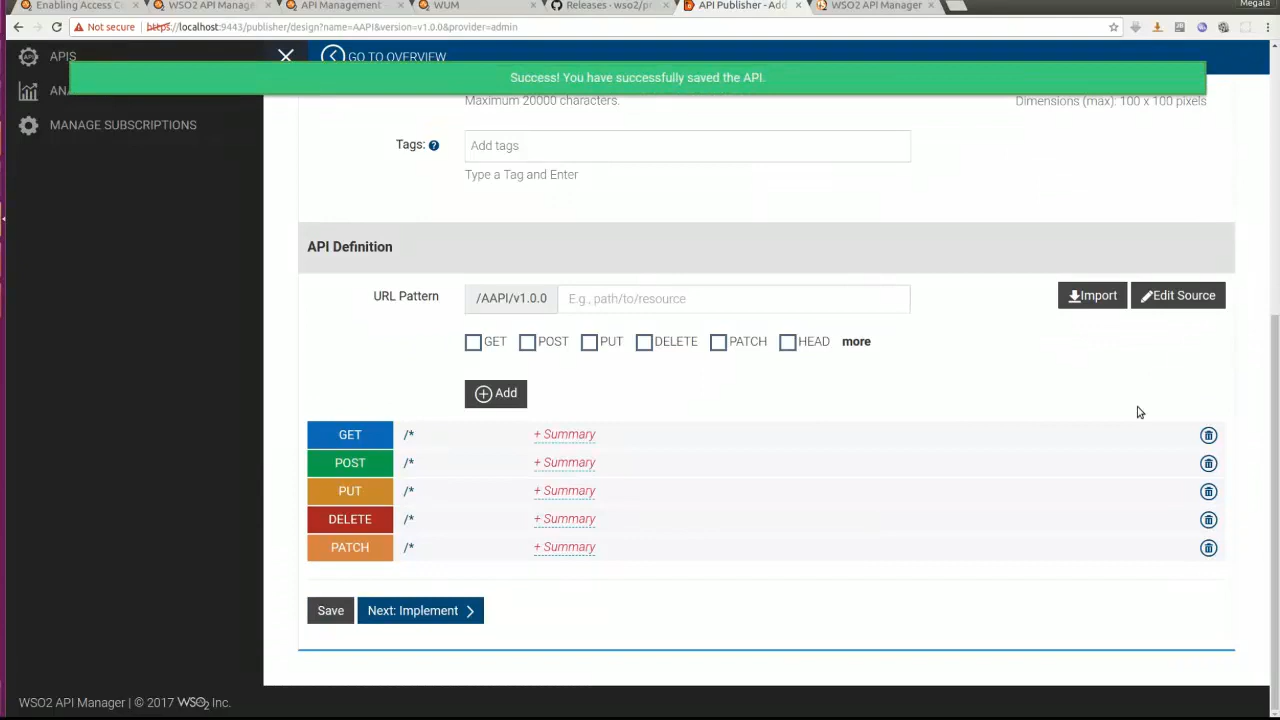 Enabling Access C
WSO2 API Manag
API Management
WUM
Releases · wso2/pr
API Publisher - Add
WSO2 API Manager
Megala
Not secure https://localhost:9443/publisher/design?name=AAPI&version=v1.0.0&provider=admin
APIS
GO TO OVERVIEW
Success! You have successfully saved the API.
Maximum 20000 characters.
Dimensions (max): 100 x 100 pixels
MANAGE SUBSCRIPTIONS
Tags: ?
Add tags
Type a Tag and Enter
API Definition
URL Pattern
/AAPI/v1.0.0
E.g., path/to/resource
Import
Edit Source
GET POST PUT DELETE PATCH HEAD more
Add
GET /* + Summary
POST /* + Summary
PUT /* + Summary
DELETE /* + Summary
PATCH /* + Summary
Save
Next: Implement
WSO2 API Manager | © 2017 WSO2 Inc.